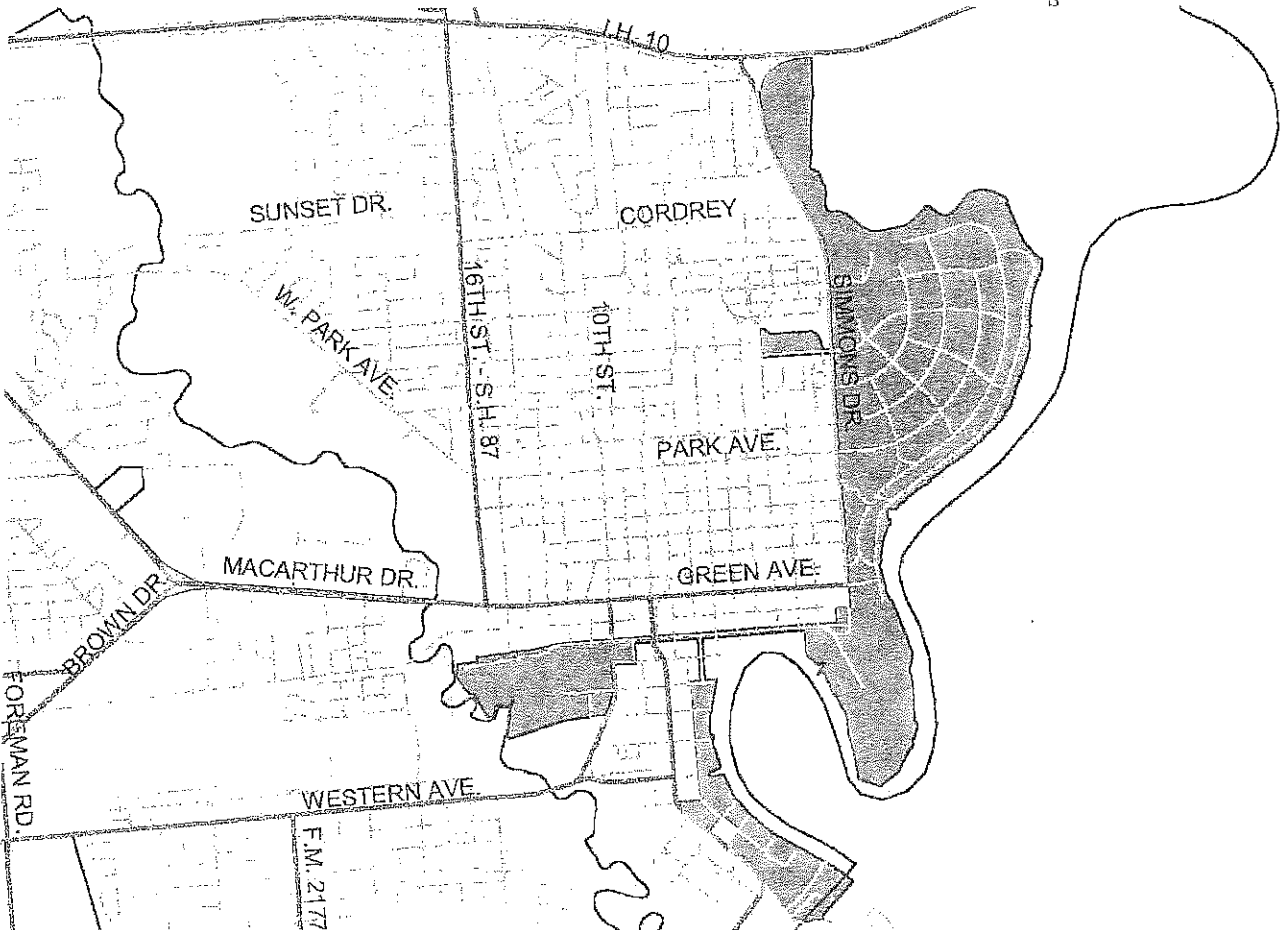 I.H. 10
SUNSET DR.
CORDREY
W. PARK AVE.
16TH ST. - S.H. 87
10TH ST.
SIMMONS DR
PARK AVE.
MACARTHUR DR.
GREEN AVE.
BROWN DR
FOREMAN RD.
WESTERN AVE.
F.M. 2177